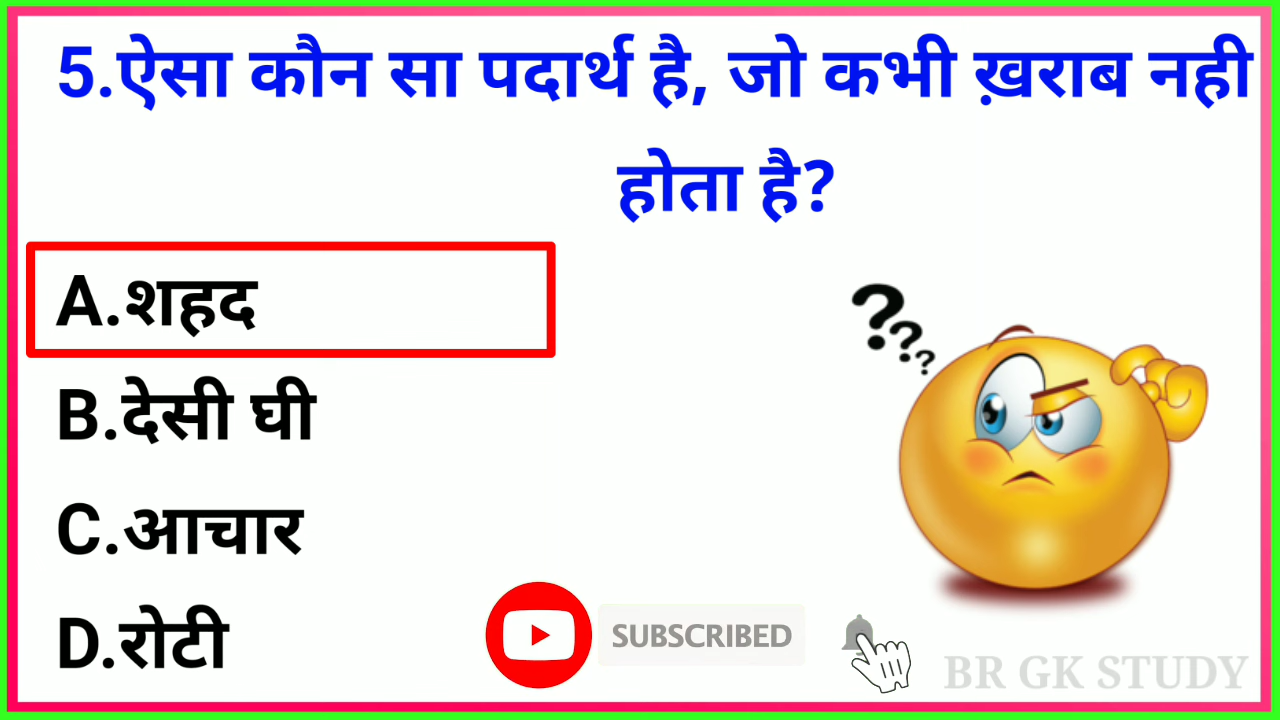 5.ऐसा कौन सा पदार्थ है, जो कभी ख़राब नही
होता है?
A.शहद
B.देसी घी
C.आचार
D.रोटी
SUBSCRIBED
BR GK STUDY
???